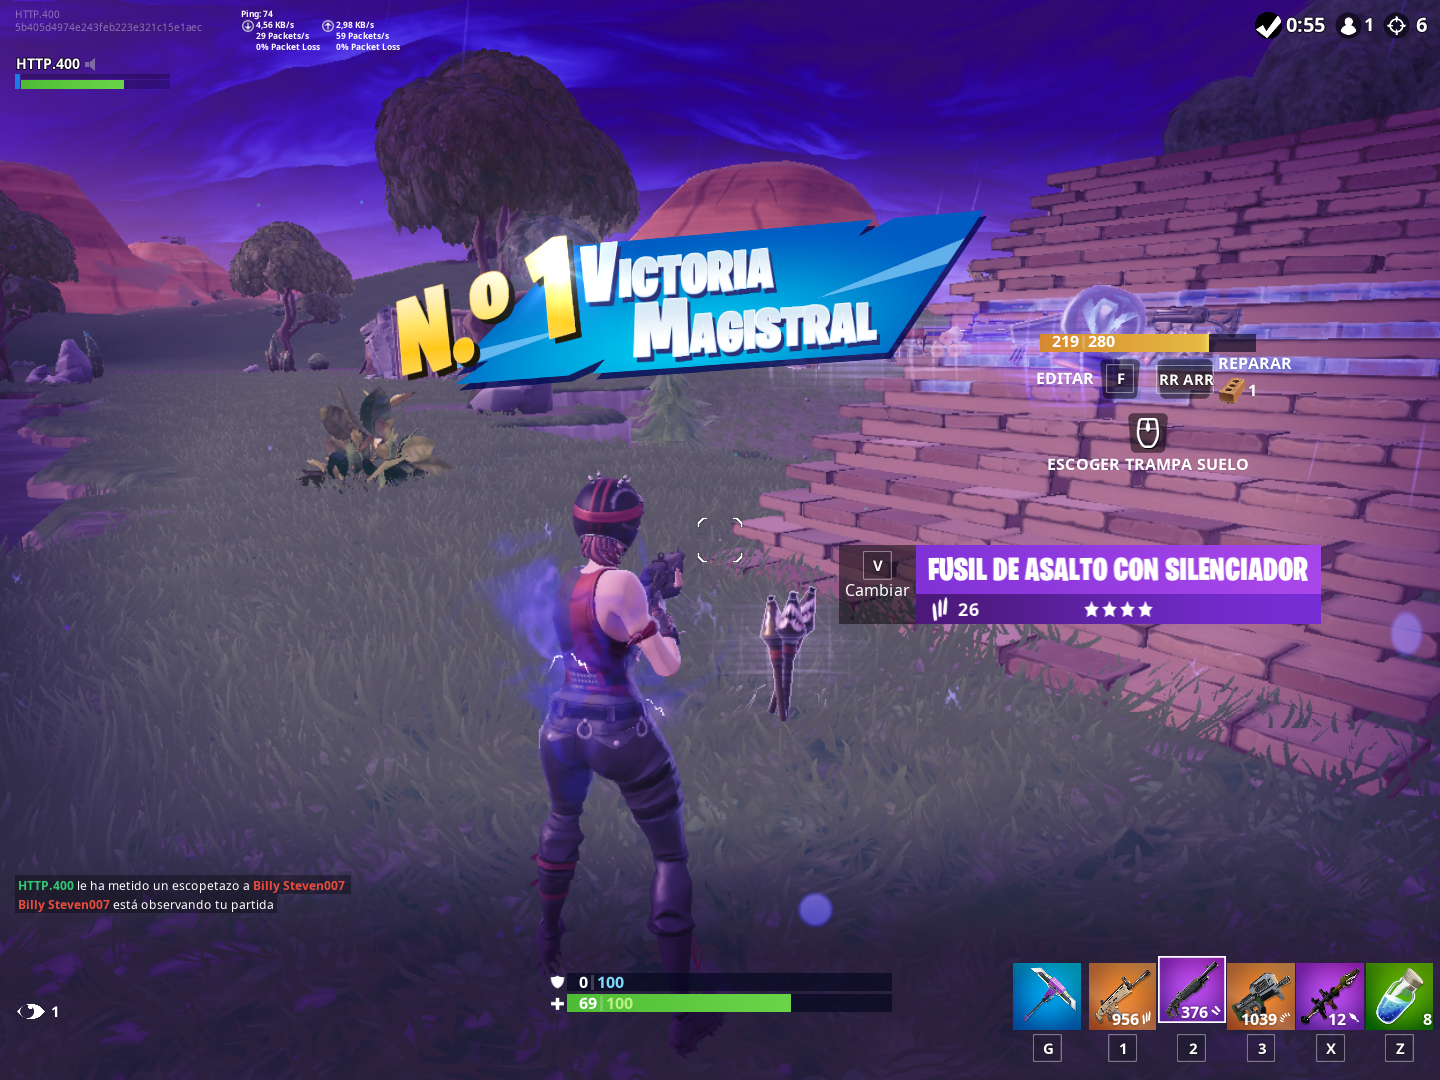 HTTP.400
5b405d4974e243feb223e321c15e1aec
Ping: 74
4,56 KB/s 2,98 KB/s
29 Packets/s 59 Packets/s
0% Packet Loss 0% Packet Loss
0:55 1 6
HTTP.400
N.º 1 VICTORIA
MAGISTRAL
219 | 280
EDITAR F RR ARR REPARAR
1
ESCOGER TRAMPA SUELO
V
Cambiar
FUSIL DE ASALTO CON SILENCIADOR
26
HTTP.400 le ha metido un escopetazo a Billy Steven007
Billy Steven007 está observando tu partida
0 | 100
69 | 100
1
956 376 1039 12 8
G 1 2 3 X Z